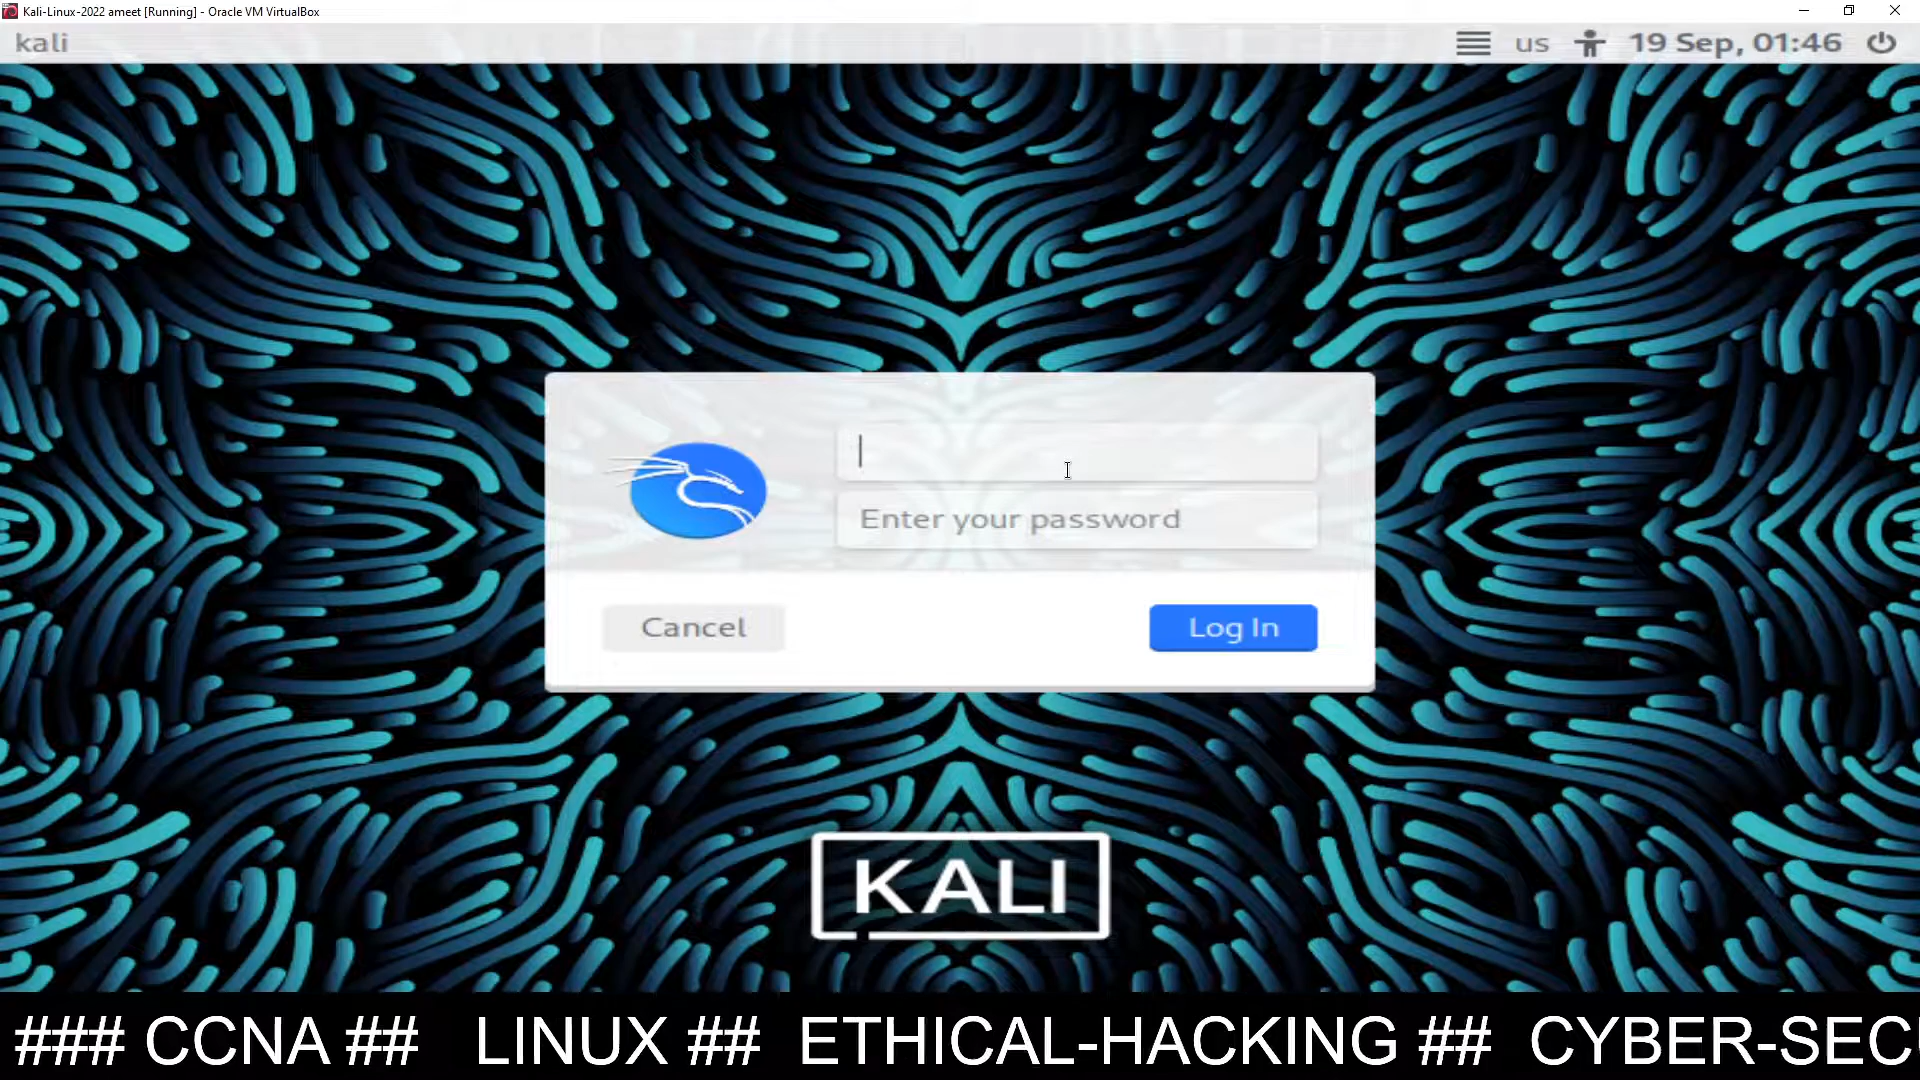 Kali-Linux-2022 ameet [Running] - Oracle VM VirtualBox
kali
us
19 Sep, 01:46
Enter your password
Cancel
Log In
KALI
### CCNA ## LINUX ## ETHICAL-HACKING ## CYBER-SECU